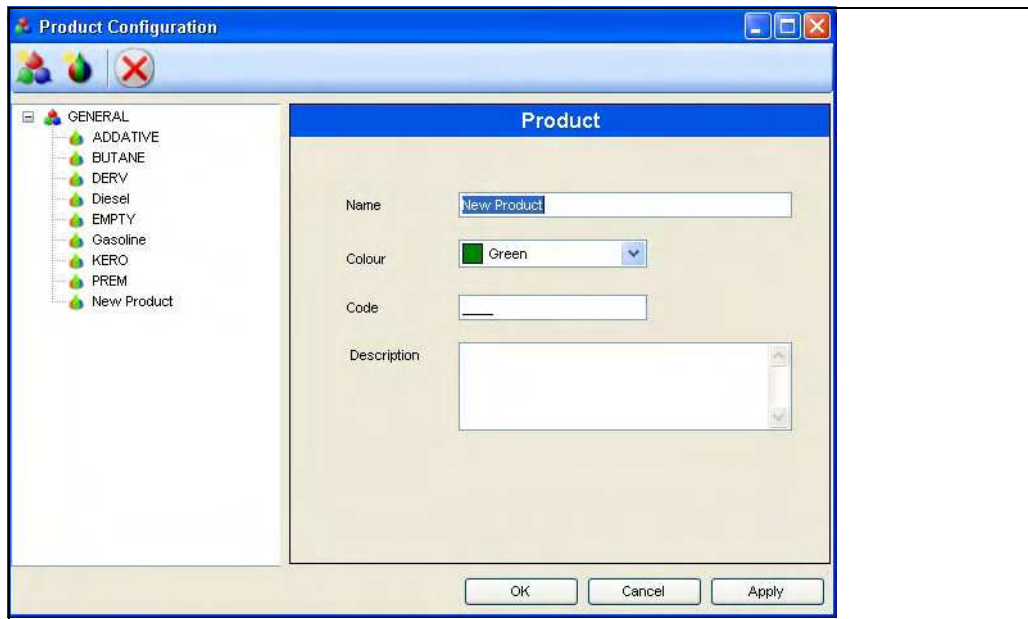 Product Configuration
GENERAL
ADDATIVE
BUTANE
DERV
Diesel
EMPTY
Gasoline
KERO
PREM
New Product
Product
Name
New Product
Colour
Green
Code
____
Description
OK
Cancel
Apply